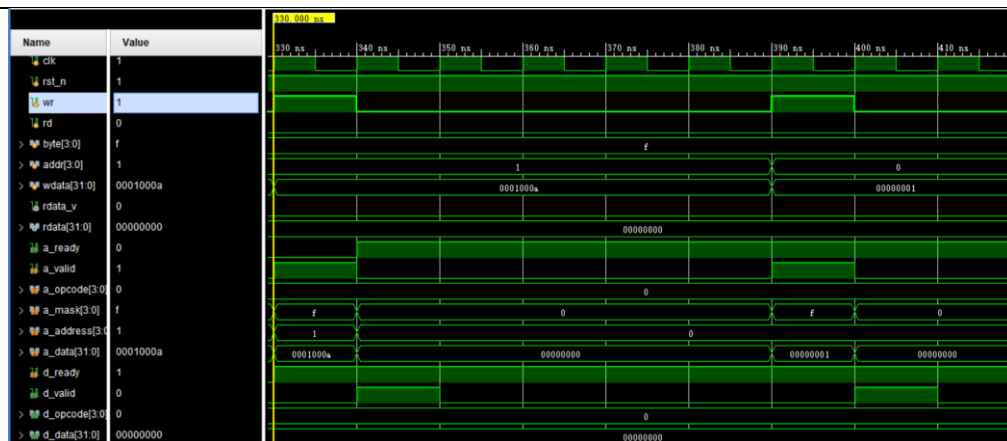 330.000 ns
Name Value
330 ns 340 ns 350 ns 360 ns 370 ns 380 ns 390 ns 400 ns 410 ns
clk 1
rst_n 1
wr 1
rd 0
byte[3:0] f f
addr[3:0] 1 1 0
wdata[31:0] 0001000a 0001000a 00000001
rdata_v 0
rdata[31:0] 00000000 00000000
a_ready 0
a_valid 1
a_opcode[3:0] 0 0
a_mask[3:0] f f 0 f 0
a_address[3:0 1 1 0
a_data[31:0] 0001000a 0001000a 00000000 00000001 00000000
d_ready 1
d_valid 0
d_opcode[3:0] 0 0
d_data[31:0] 00000000 00000000